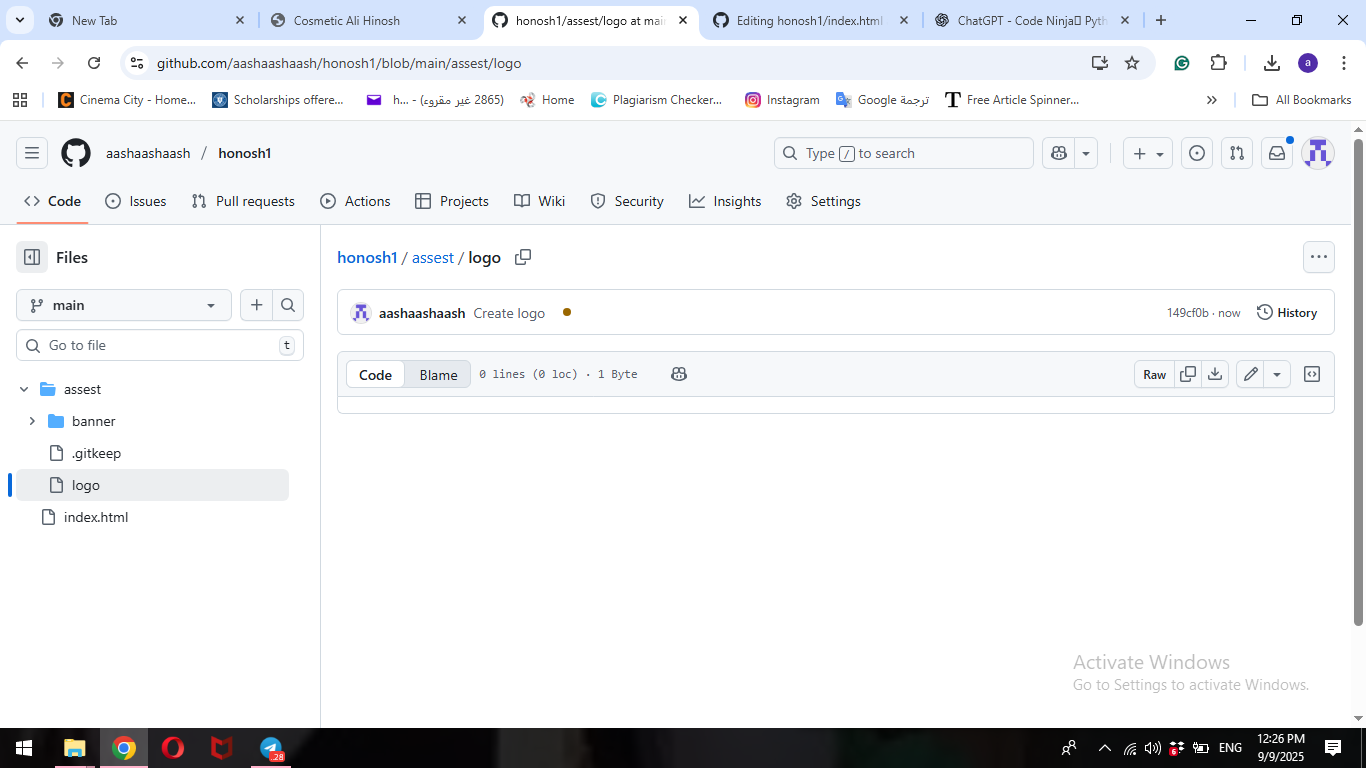 New Tab
Cosmetic Ali Hinosh
honosh1/assest/logo at mai
Editing honosh1/index.html
ChatGPT - Code Ninja Pyth
github.com/aashaashaash/honosh1/blob/main/assest/logo
a
Cinema City - Home...
Scholarships offere...
h... - (2865 غير مقروء)
Home
Plagiarism Checker...
Instagram
Google ترجمة
Free Article Spinner...
All Bookmarks
aashaashaash / honosh1
Type / to search
Code
Issues
Pull requests
Actions
Projects
Wiki
Security
Insights
Settings
Files
honosh1 / assest / logo
main
aashaashaash Create logo
149cf0b · now
History
Go to file
t
Code
Blame
0 lines (0 loc) · 1 Byte
Raw
assest
banner
.gitkeep
logo
index.html
Activate Windows
Go to Settings to activate Windows.
.28
6
ENG
12:26 PM
9/9/2025